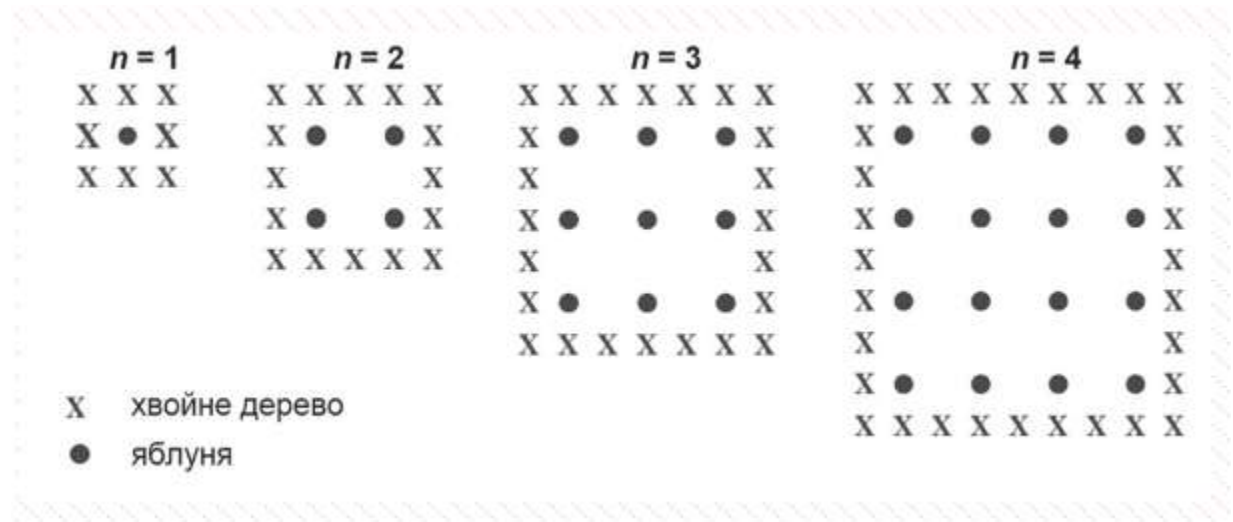 n = 1 n = 2 n = 3 n = 4
X X X X X X X X X X X X X X X X X X X X X X X X
X ● X X ● ● X X ● ● ● X X ● ● ● ● X
X X X X X X X X X
X ● ● X X ● ● ● X X ● ● ● ● X
X X X X X X X X X
X ● ● ● X X ● ● ● ● X
X X X X X X X X X
X ● ● ● ● X
X X X X X X X X X
X хвойне дерево
● яблуня